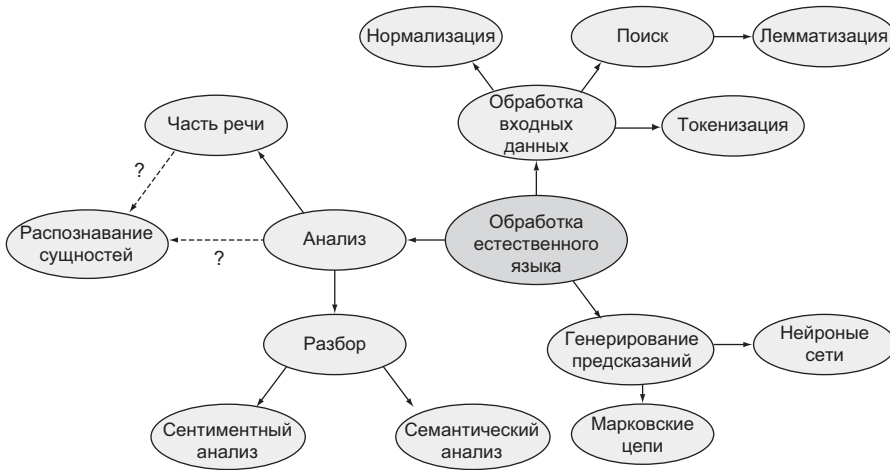 Нормализация
Поиск
Лемматизация
Обработка
входных
данных
Токенизация
Часть речи
?
Распознавание
сущностей
?
Анализ
Обработка
естественного
языка
Разбор
Генерирование
предсказаний
Нейроные
сети
Сентиментный
анализ
Семантический
анализ
Марковские
цепи